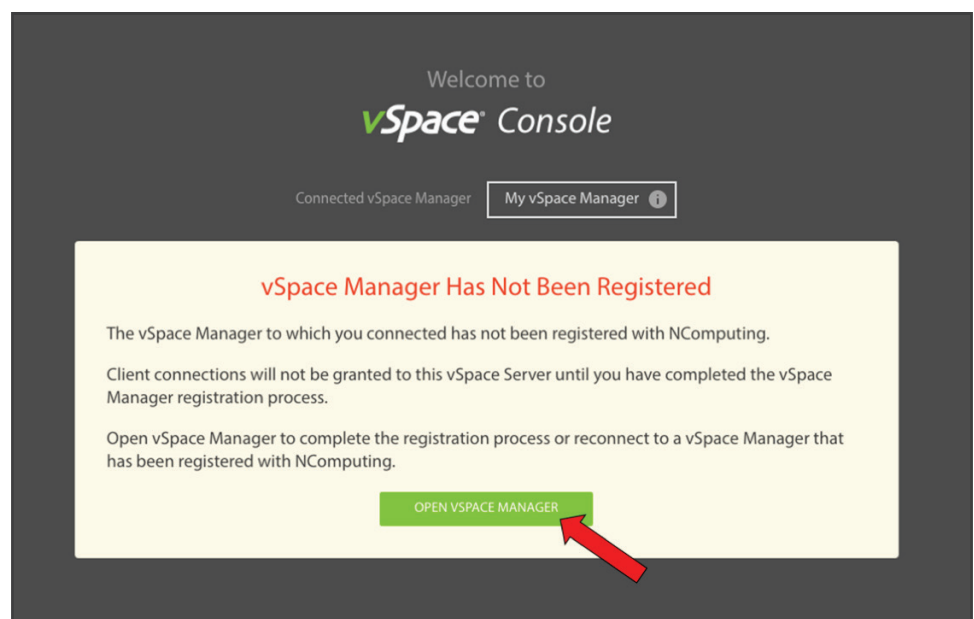 Welcome to
vSpace® Console
Connected vSpace Manager My vSpace Manager i
vSpace Manager Has Not Been Registered
The vSpace Manager to which you connected has not been registered with NComputing.
Client connections will not be granted to this vSpace Server until you have completed the vSpace
Manager registration process.
Open vSpace Manager to complete the registration process or reconnect to a vSpace Manager that
has been registered with NComputing.
OPEN VSPACE MANAGER